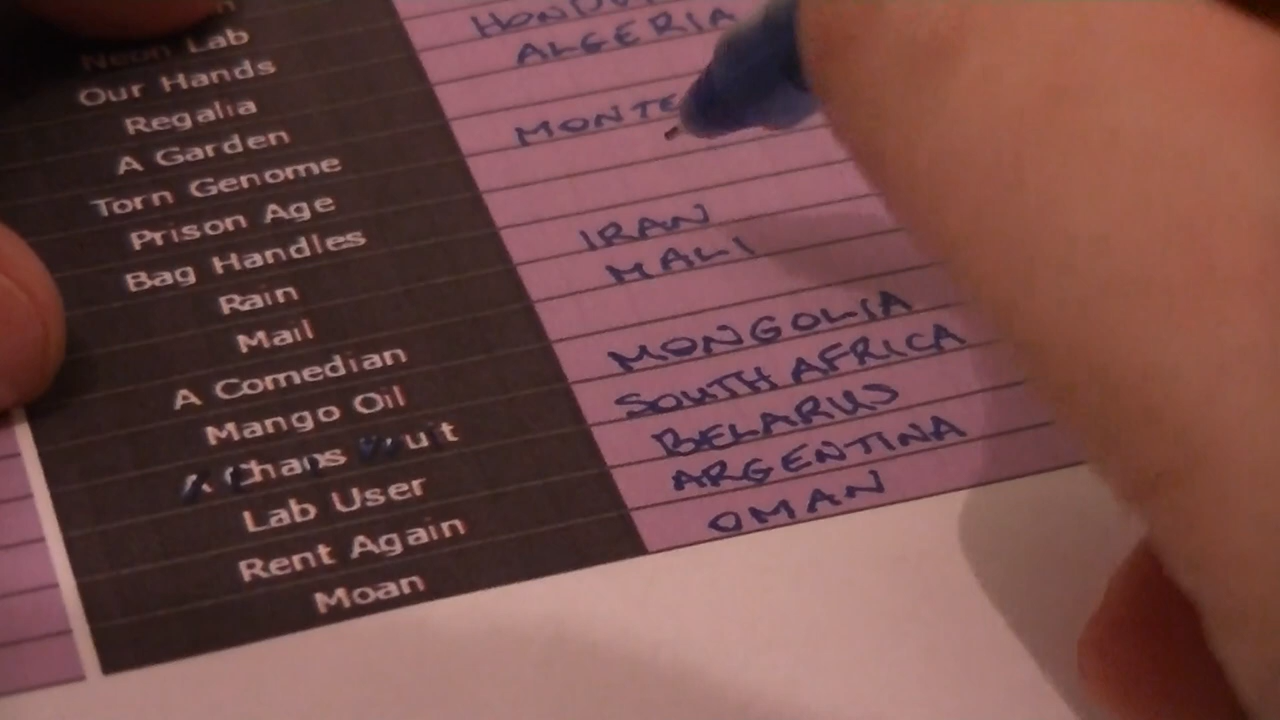 Neon Lab
Our Hands
Regalia ALGERIA
A Garden
Torn Genome MONTE
Prison Age
Bag Handles
Rain IRAN
Mail MALI
A Comedian
Mango Oil MONGOLIA
SOUTH AFRICA
Lab User BELARUS
Rent Again ARGENTINA
Moan OMAN